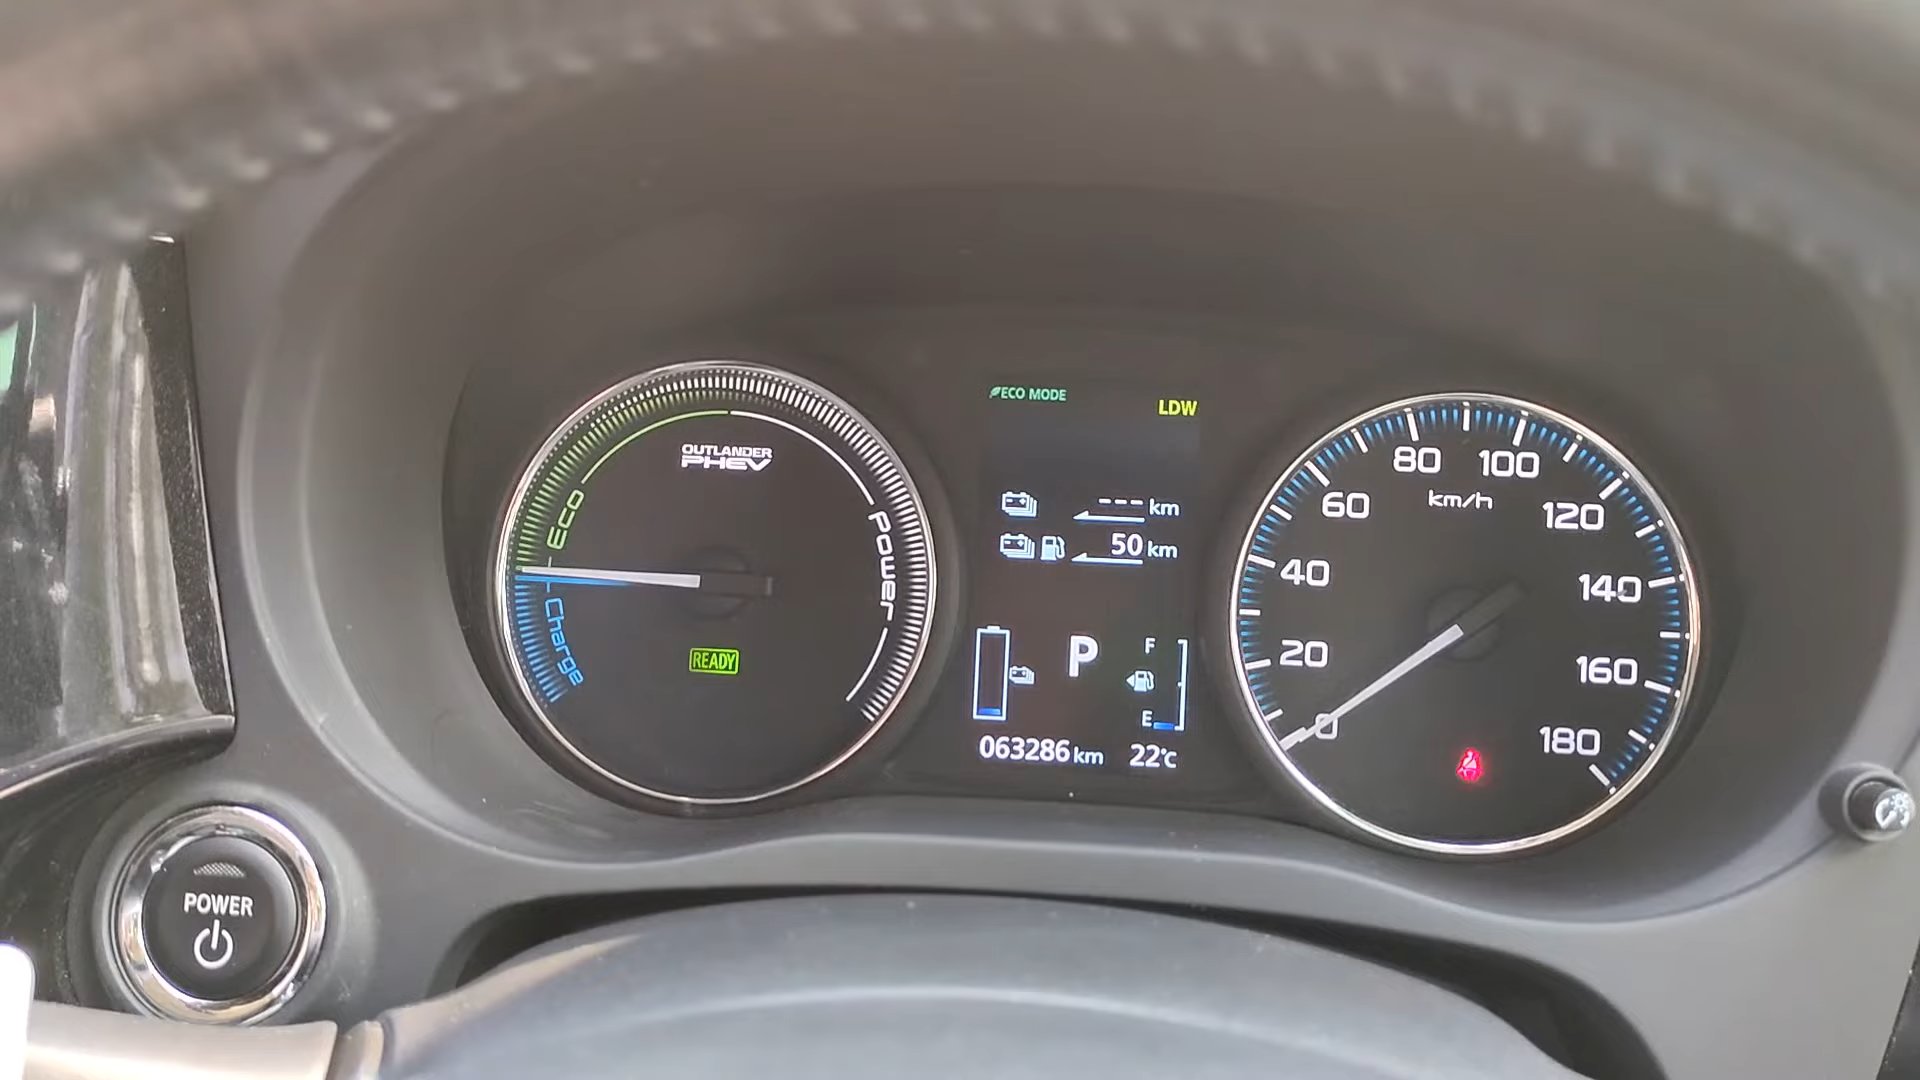 ECO MODE
LDW
OUTLANDER
PHEV
Eco
Charge
Power
READY
--- km
50 km
P
F
E
063286 km 22°C
0
20
40
60
80
100
120
140
160
180
km/h
POWER